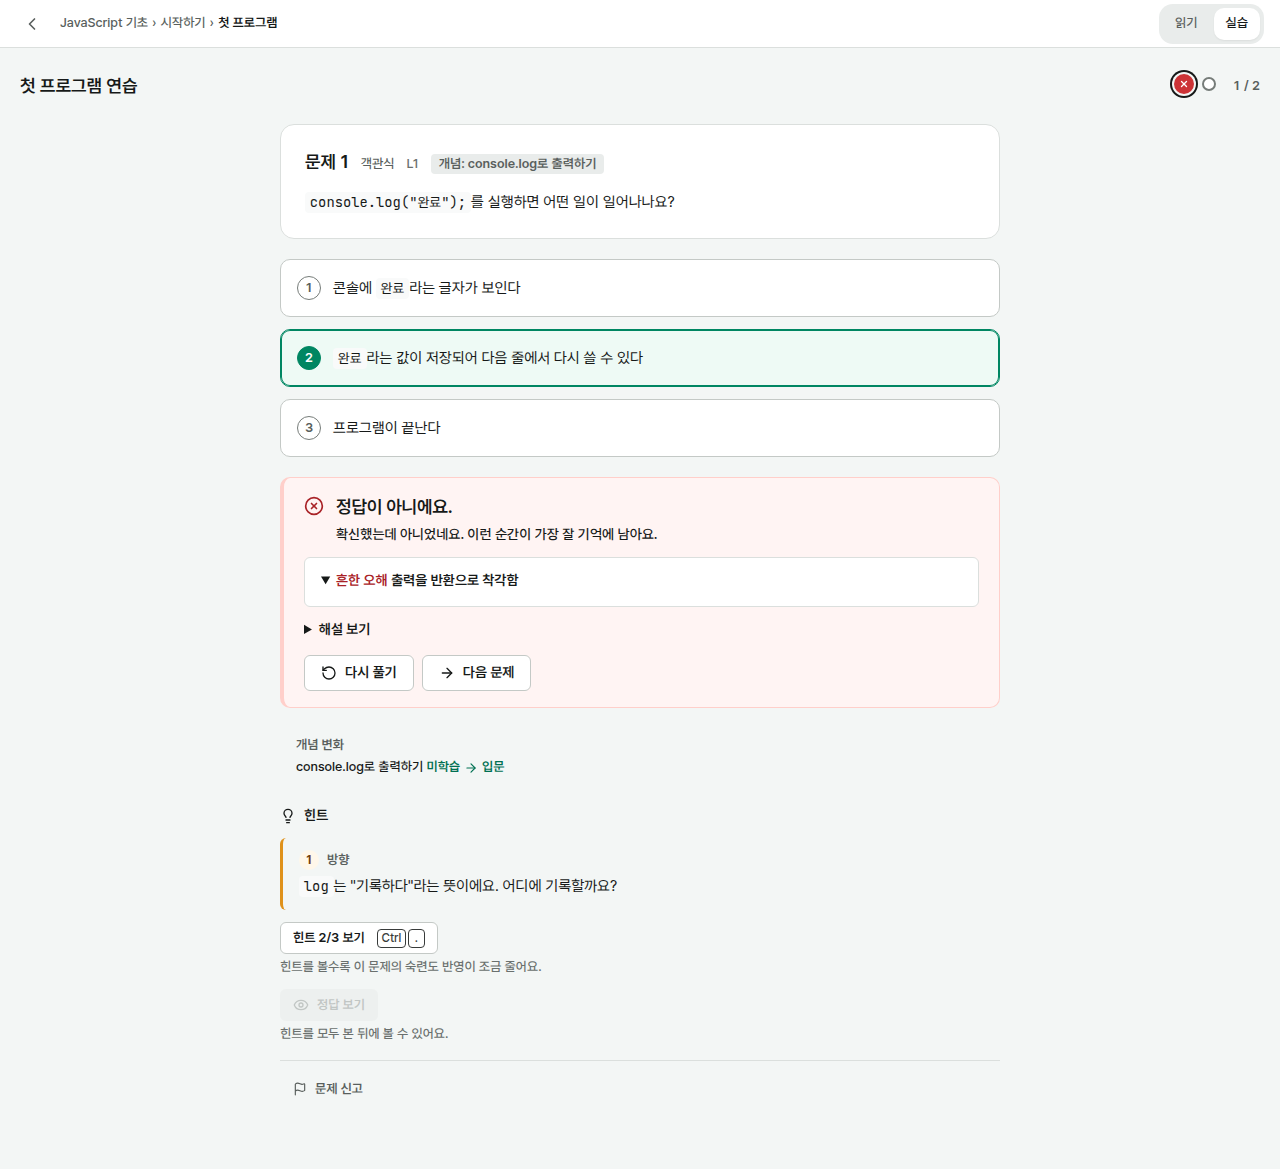 JavaScript 기초 › 시작하기 › 첫 프로그램
읽기 실습
첫 프로그램 연습
1 / 2
문제 1 객관식 L1 개념: console.log로 출력하기
console.log("완료"); 를 실행하면 어떤 일이 일어나나요?
1 콘솔에 완료 라는 글자가 보인다
2 완료 라는 값이 저장되어 다음 줄에서 다시 쓸 수 있다
3 프로그램이 끝난다
정답이 아니에요.
확신했는데 아니었네요. 이런 순간이 가장 잘 기억에 남아요.
▼ 흔한 오해 출력을 반환으로 착각함
▶ 해설 보기
다시 풀기 → 다음 문제
개념 변화
console.log로 출력하기 미학습 → 입문
힌트
1 방향
log 는 "기록하다"라는 뜻이에요. 어디에 기록할까요?
힌트 2/3 보기 Ctrl .
힌트를 볼수록 이 문제의 숙련도 반영이 조금 줄어요.
정답 보기
힌트를 모두 본 뒤에 볼 수 있어요.
문제 신고